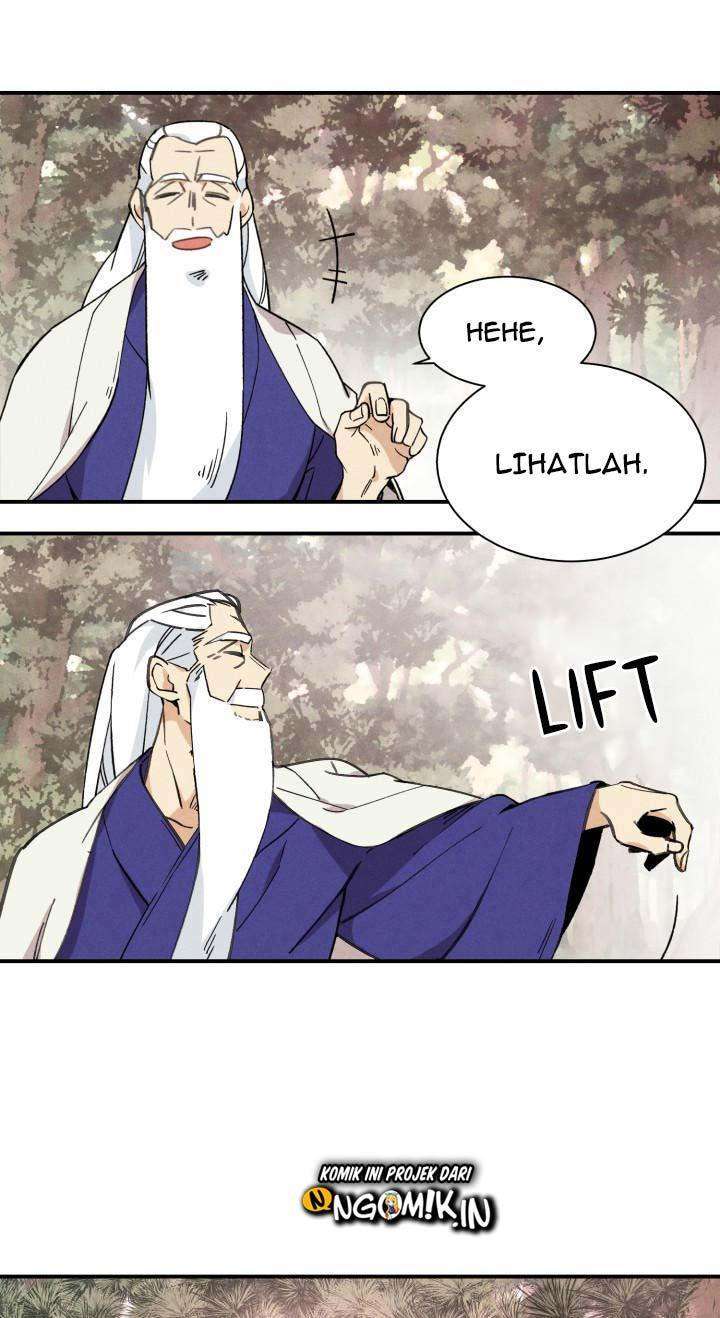 HEHE,
LIHATLAH.
LIFT
KOMIK INI PROJEK DARI
N NGOMIK.IN